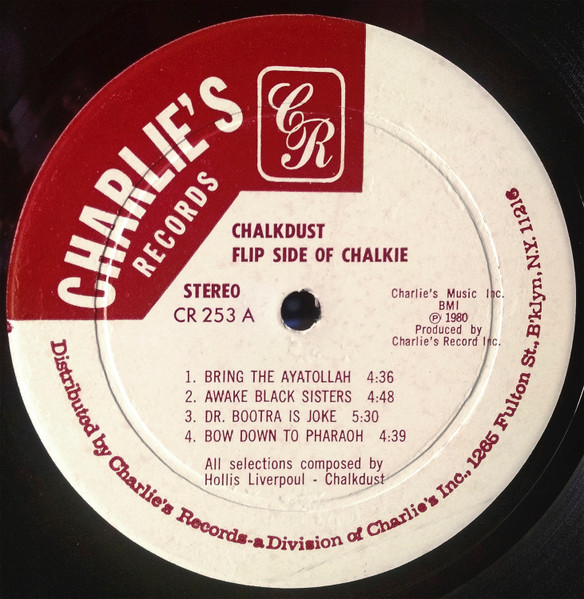 CHARLIE'S
RECORDS
CR
CHALKDUST
FLIP SIDE OF CHALKIE
STEREO
CR 253 A
Charlie's Music Inc.
BMI
℗ 1980
Produced by
Charlie's Record Inc.
1. BRING THE AYATOLLAH 4:36
2. AWAKE BLACK SISTERS 4:48
3. DR. BOOTRA IS JOKE 5:30
4. BOW DOWN TO PHARAOH 4:39
All selections composed by
Hollis Liverpoul - Chalkdust
Distributed by Charlie's Records-a Division of Charlie's Inc., 1265 Fulton St., B'klyn, N.Y. 11216